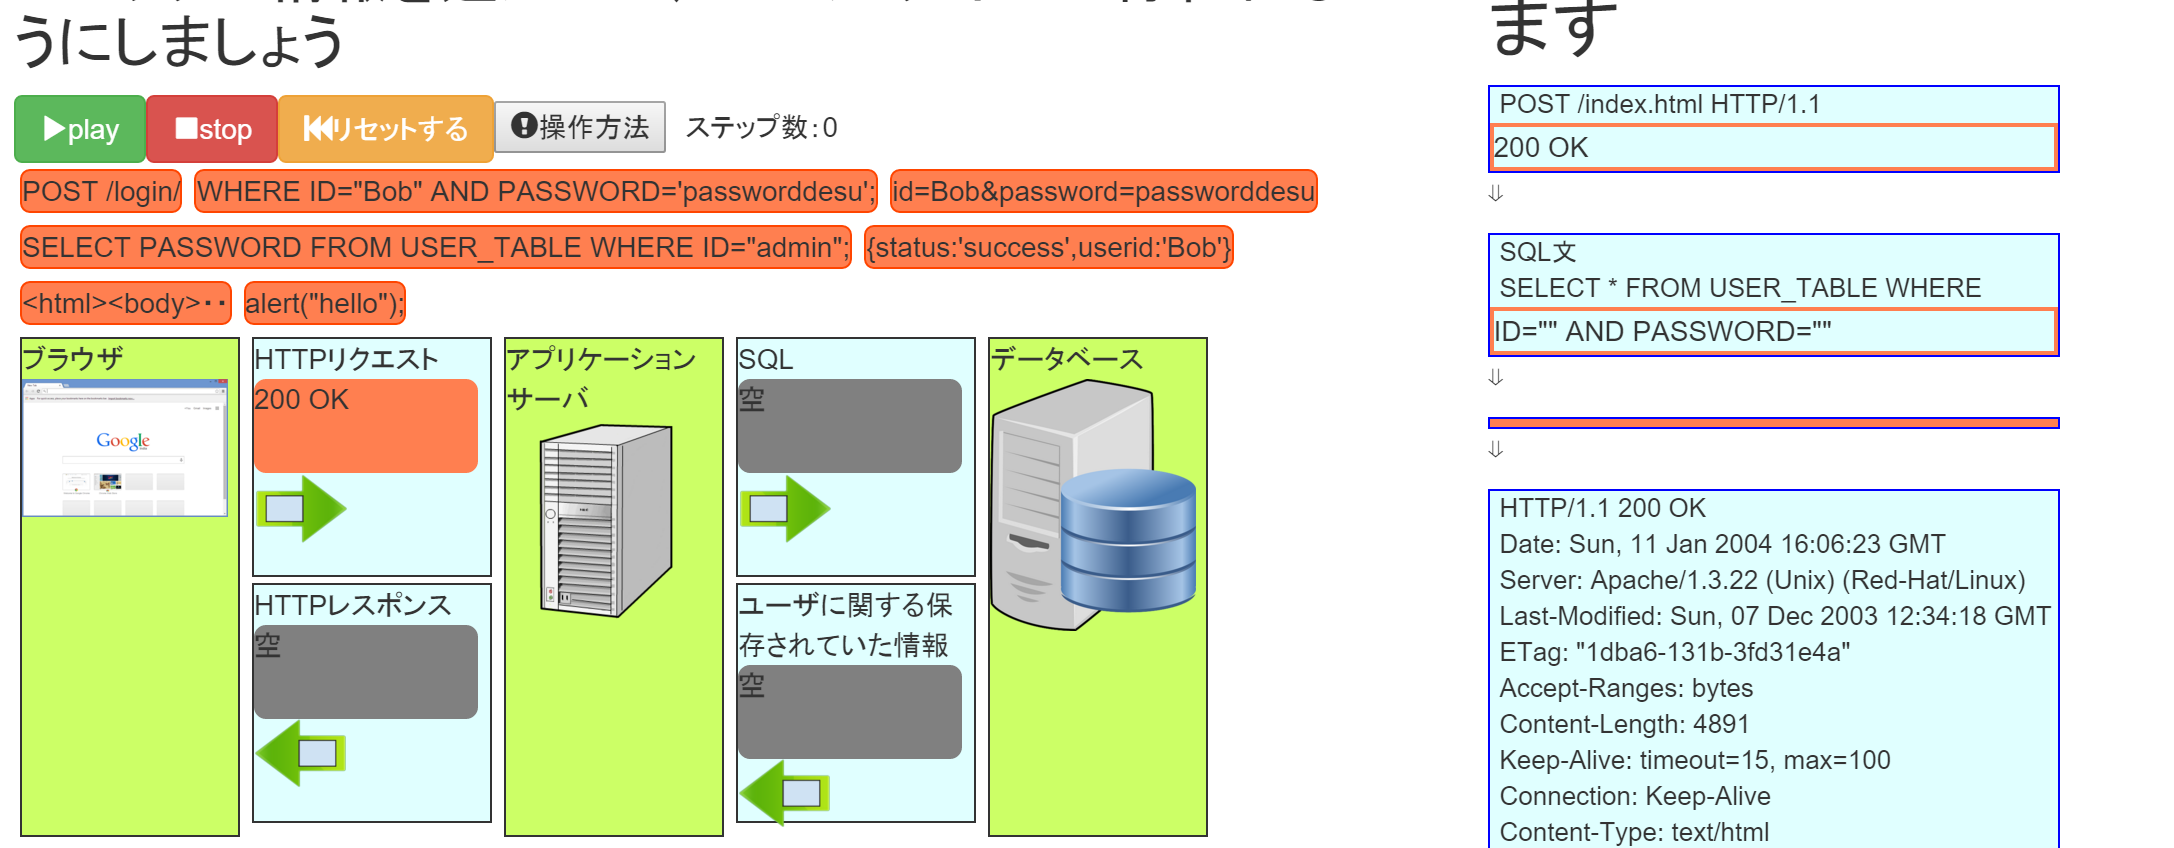 うにしましょう
play stop リセットする 操作方法 ステップ数:0
POST /login/ WHERE ID="Bob" AND PASSWORD='passworddesu'; id=Bob&password=passworddesu
SELECT PASSWORD FROM USER_TABLE WHERE ID="admin"; {status:'success',userid:'Bob'}
<html><body>・・ alert("hello");
ブラウザ
Google
HTTPリクエスト
200 OK
HTTPレスポンス
空
アプリケーション
サーバ
SQL
空
ユーザに関する保
存されていた情報
空
データベース
ます
POST /index.html HTTP/1.1
200 OK
⇓
SQL文
SELECT * FROM USER_TABLE WHERE
ID="" AND PASSWORD=""
⇓
⇓
HTTP/1.1 200 OK
Date: Sun, 11 Jan 2004 16:06:23 GMT
Server: Apache/1.3.22 (Unix) (Red-Hat/Linux)
Last-Modified: Sun, 07 Dec 2003 12:34:18 GMT
ETag: "1dba6-131b-3fd31e4a"
Accept-Ranges: bytes
Content-Length: 4891
Keep-Alive: timeout=15, max=100
Connection: Keep-Alive
Content-Type: text/html